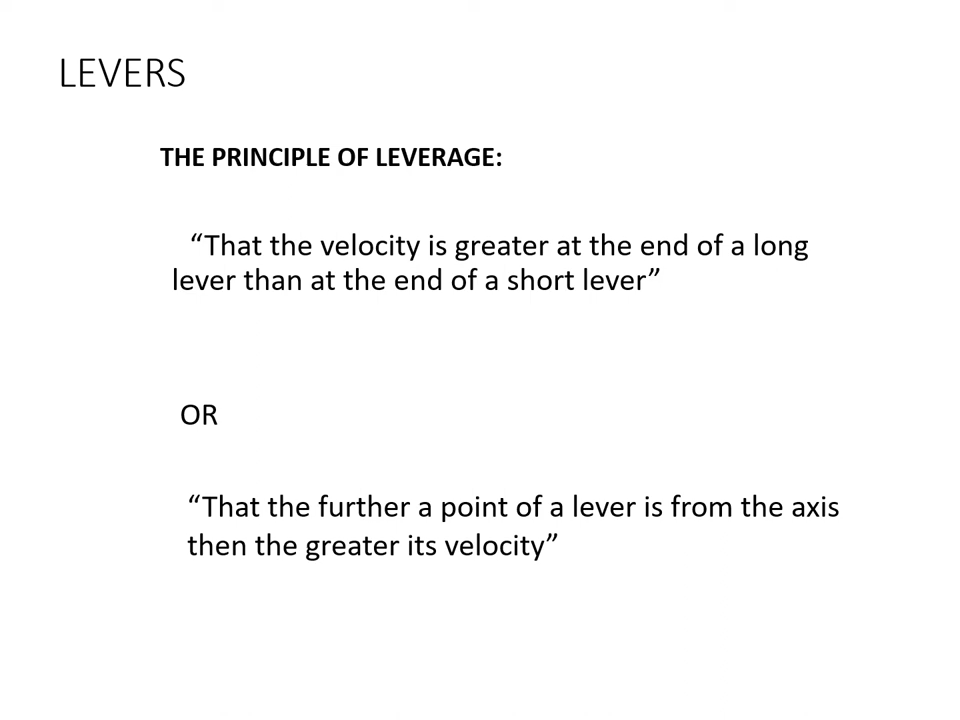 LEVERS
THE PRINCIPLE OF LEVERAGE:
“That the velocity is greater at the end of a long
lever than at the end of a short lever”
OR
“That the further a point of a lever is from the axis
then the greater its velocity”